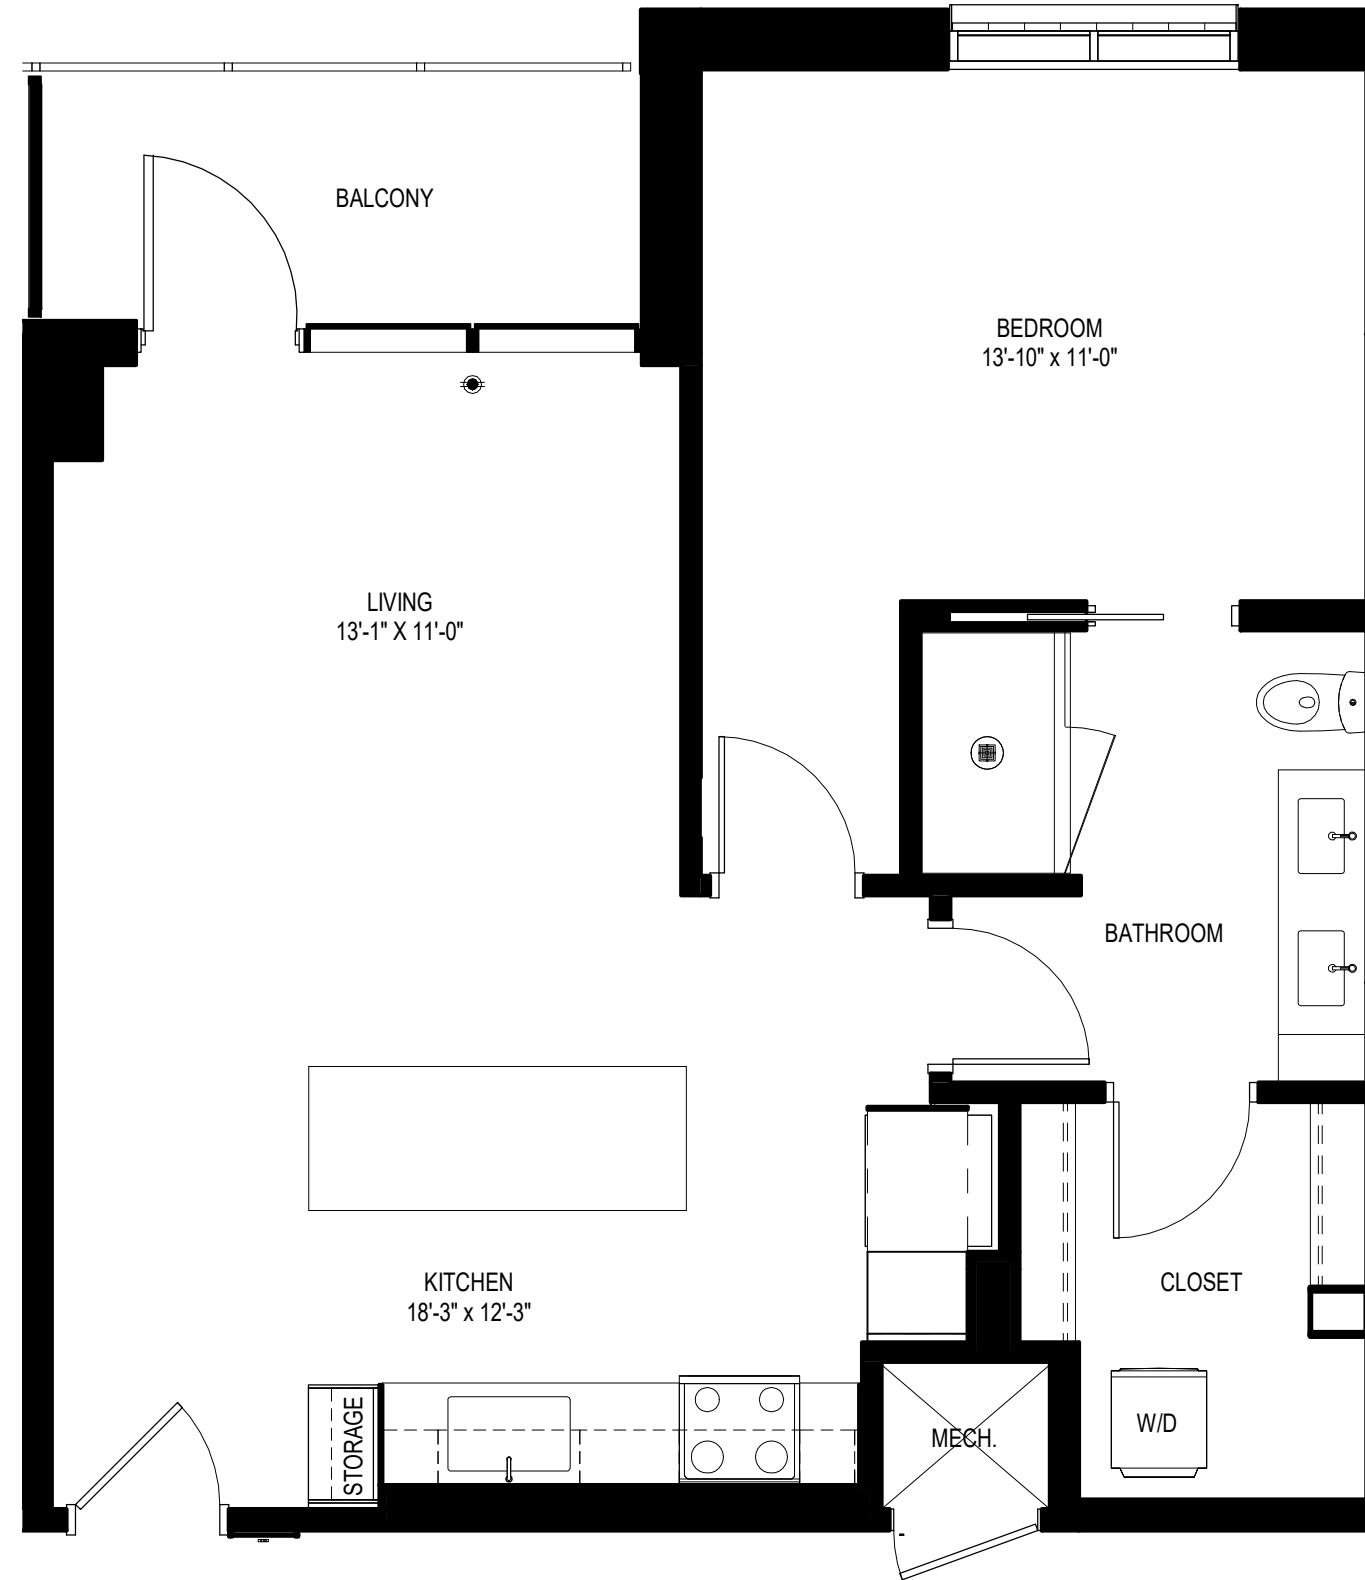 BALCONY
BEDROOM
13'-10" x 11'-0"
LIVING
13'-1" X 11'-0"
BATHROOM
KITCHEN
18'-3" x 12'-3"
CLOSET
STORAGE
MECH.
W/D